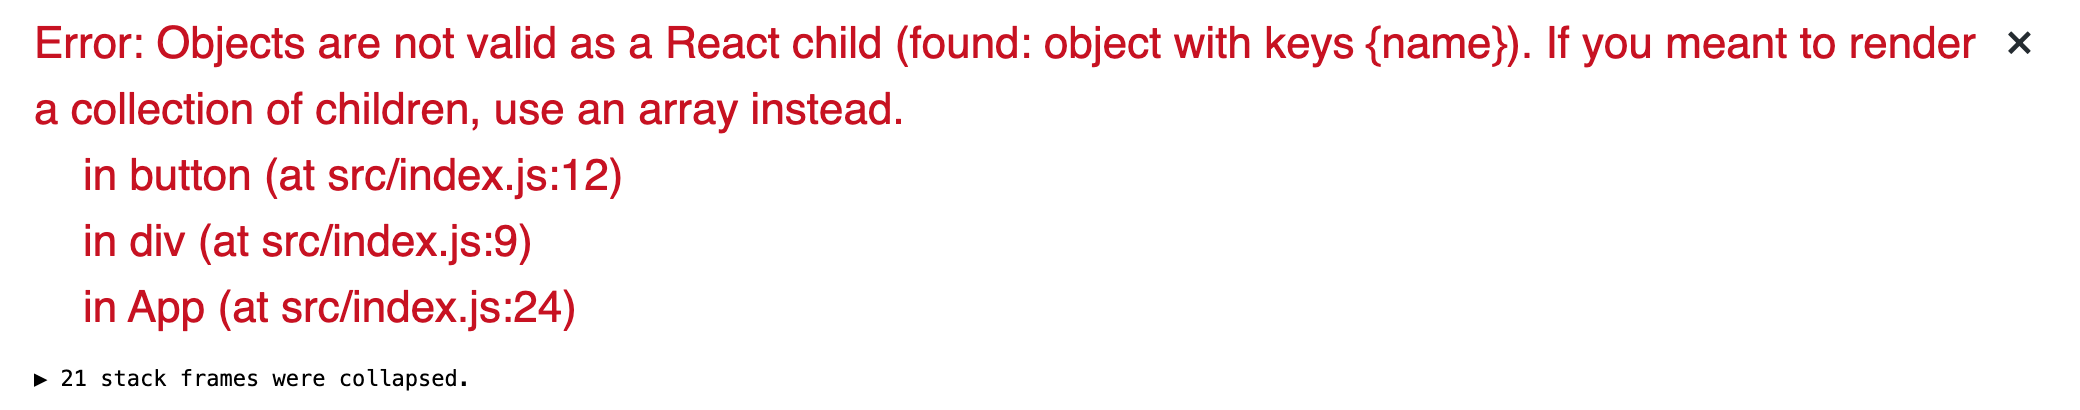 Error: Objects are not valid as a React child (found: object with keys {name}). If you meant to render ×
a collection of children, use an array instead.
in button (at src/index.js:12)
in div (at src/index.js:9)
in App (at src/index.js:24)
▶ 21 stack frames were collapsed.